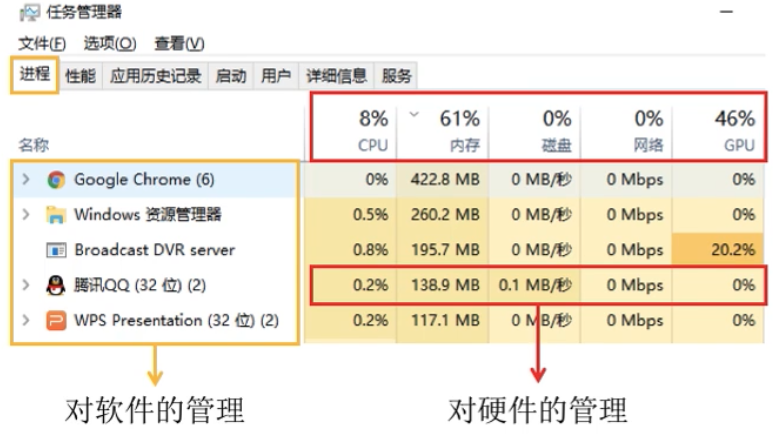 任务管理器
文件(F) 选项(O) 查看(V)
进程 性能 应用历史记录 启动 用户 详细信息 服务
8% 61% 0% 0% 46%
名称 CPU 内存 磁盘 网络 GPU
Google Chrome (6) 0% 422.8 MB 0 MB/秒 0 Mbps 0%
Windows 资源管理器 0.5% 260.2 MB 0 MB/秒 0 Mbps 0%
Broadcast DVR server 0.8% 195.7 MB 0 MB/秒 0 Mbps 20.2%
腾讯QQ (32 位) (2) 0.2% 138.9 MB 0.1 MB/秒 0 Mbps 0%
WPS Presentation (32 位) (2) 0.2% 117.1 MB 0 MB/秒 0 Mbps 0%
对软件的管理 对硬件的管理